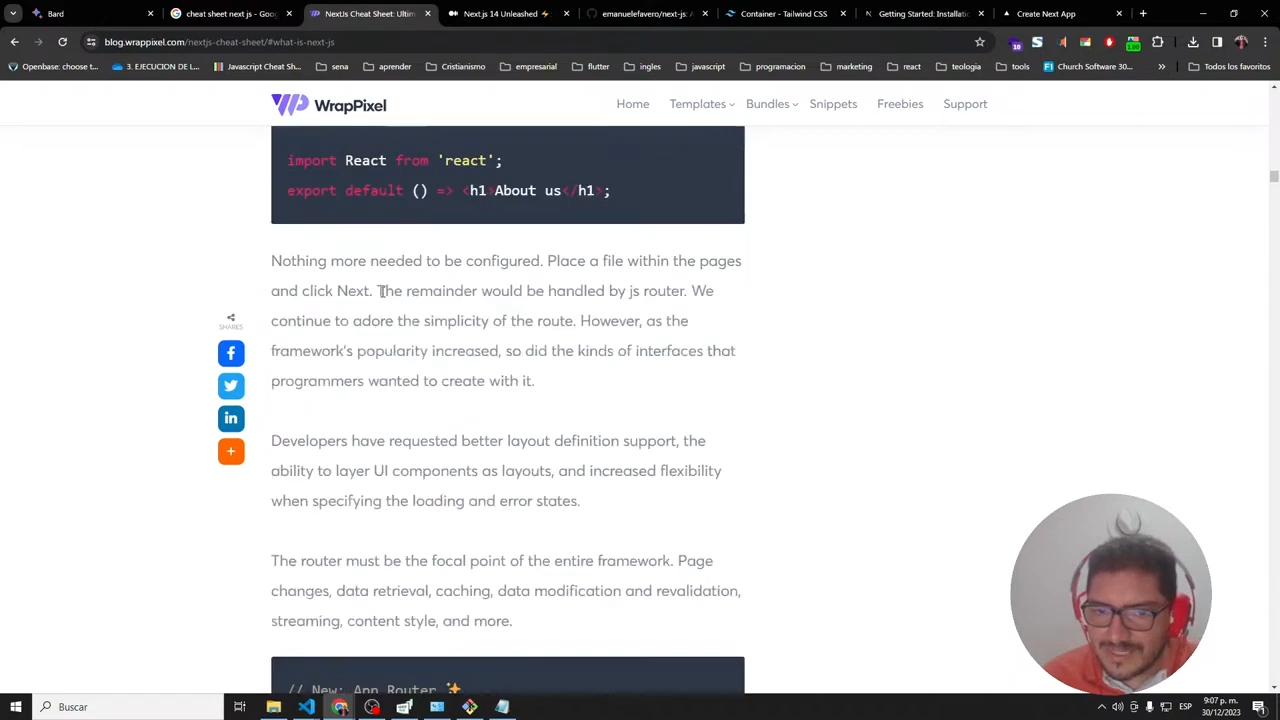 Bard
cheat sheet next js - Goog
NextJs Cheat Sheet: Ultim
Next.js 14 Unleashed ⚡:
emanuelefavero/next-js: A
Container - Tailwind CSS
Getting Started: Installati
Create Next App
blog.wrappixel.com/nextjs-cheat-sheet/#what-is-next-js
10
1.00
Openbase: choose t...
3. EJECUCION DE L...
Javascript Cheat Sh...
sena
aprender
Cristianismo
empresarial
flutter
ingles
javascript
programacion
marketing
react
teologia
tools
Church Software 30...
Todos los favoritos
WrapPixel
Home
Templates
Bundles
Snippets
Freebies
Support
import React from 'react';
export default () => <h1>About us</h1>;
Nothing more needed to be configured. Place a file within the pages
and click Next. The remainder would be handled by js router. We
continue to adore the simplicity of the route. However, as the
framework's popularity increased, so did the kinds of interfaces that
programmers wanted to create with it.
SHARES
Developers have requested better layout definition support, the
ability to layer UI components as layouts, and increased flexibility
when specifying the loading and error states.
The router must be the focal point of the entire framework. Page
changes, data retrieval, caching, data modification and revalidation,
streaming, content style, and more.
// New: App Router ✨
Buscar
ESP
9:07 p. m.
30/12/2023